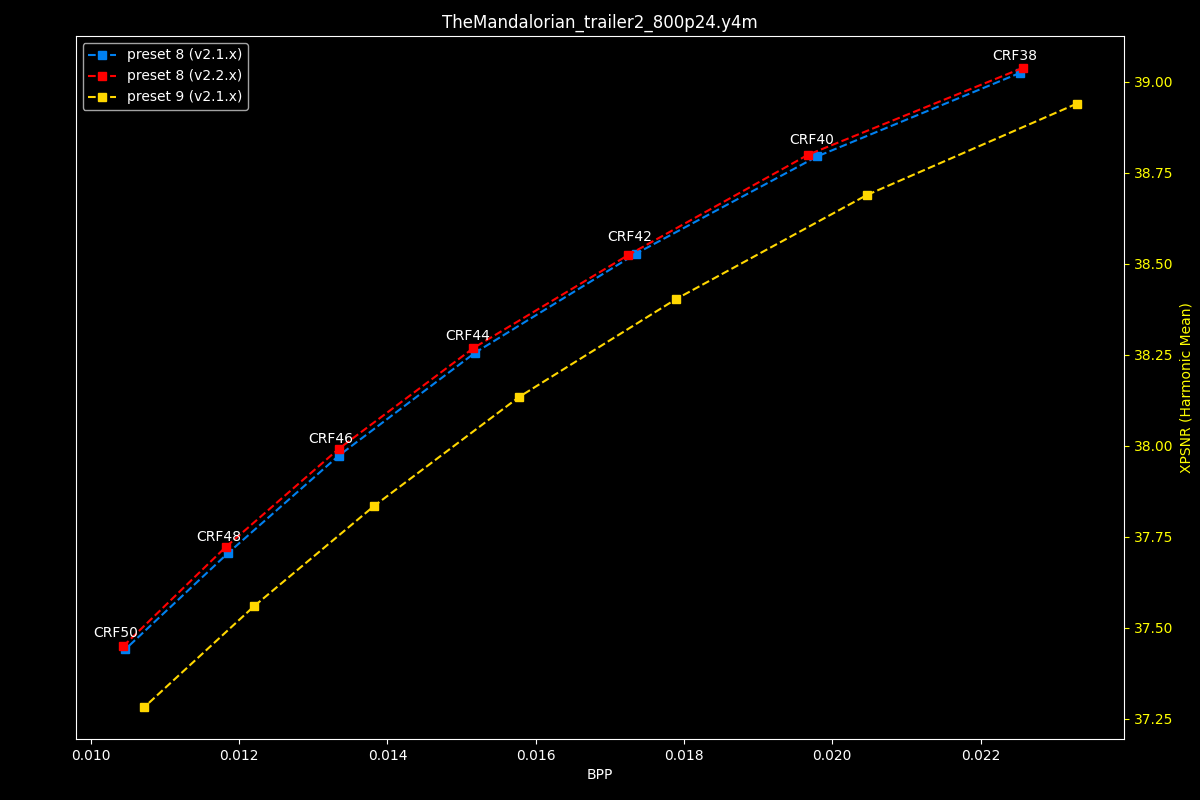 TheMandalorian_trailer2_800p24.y4m
preset 8 (v2.1.x)
preset 8 (v2.2.x)
preset 9 (v2.1.x)
CRF38
CRF40
CRF42
CRF44
CRF46
CRF48
CRF50
39.00
38.75
38.50
38.25
38.00
37.75
37.50
37.25
XPSNR (Harmonic Mean)
0.010 0.012 0.014 0.016 0.018 0.020 0.022
BPP